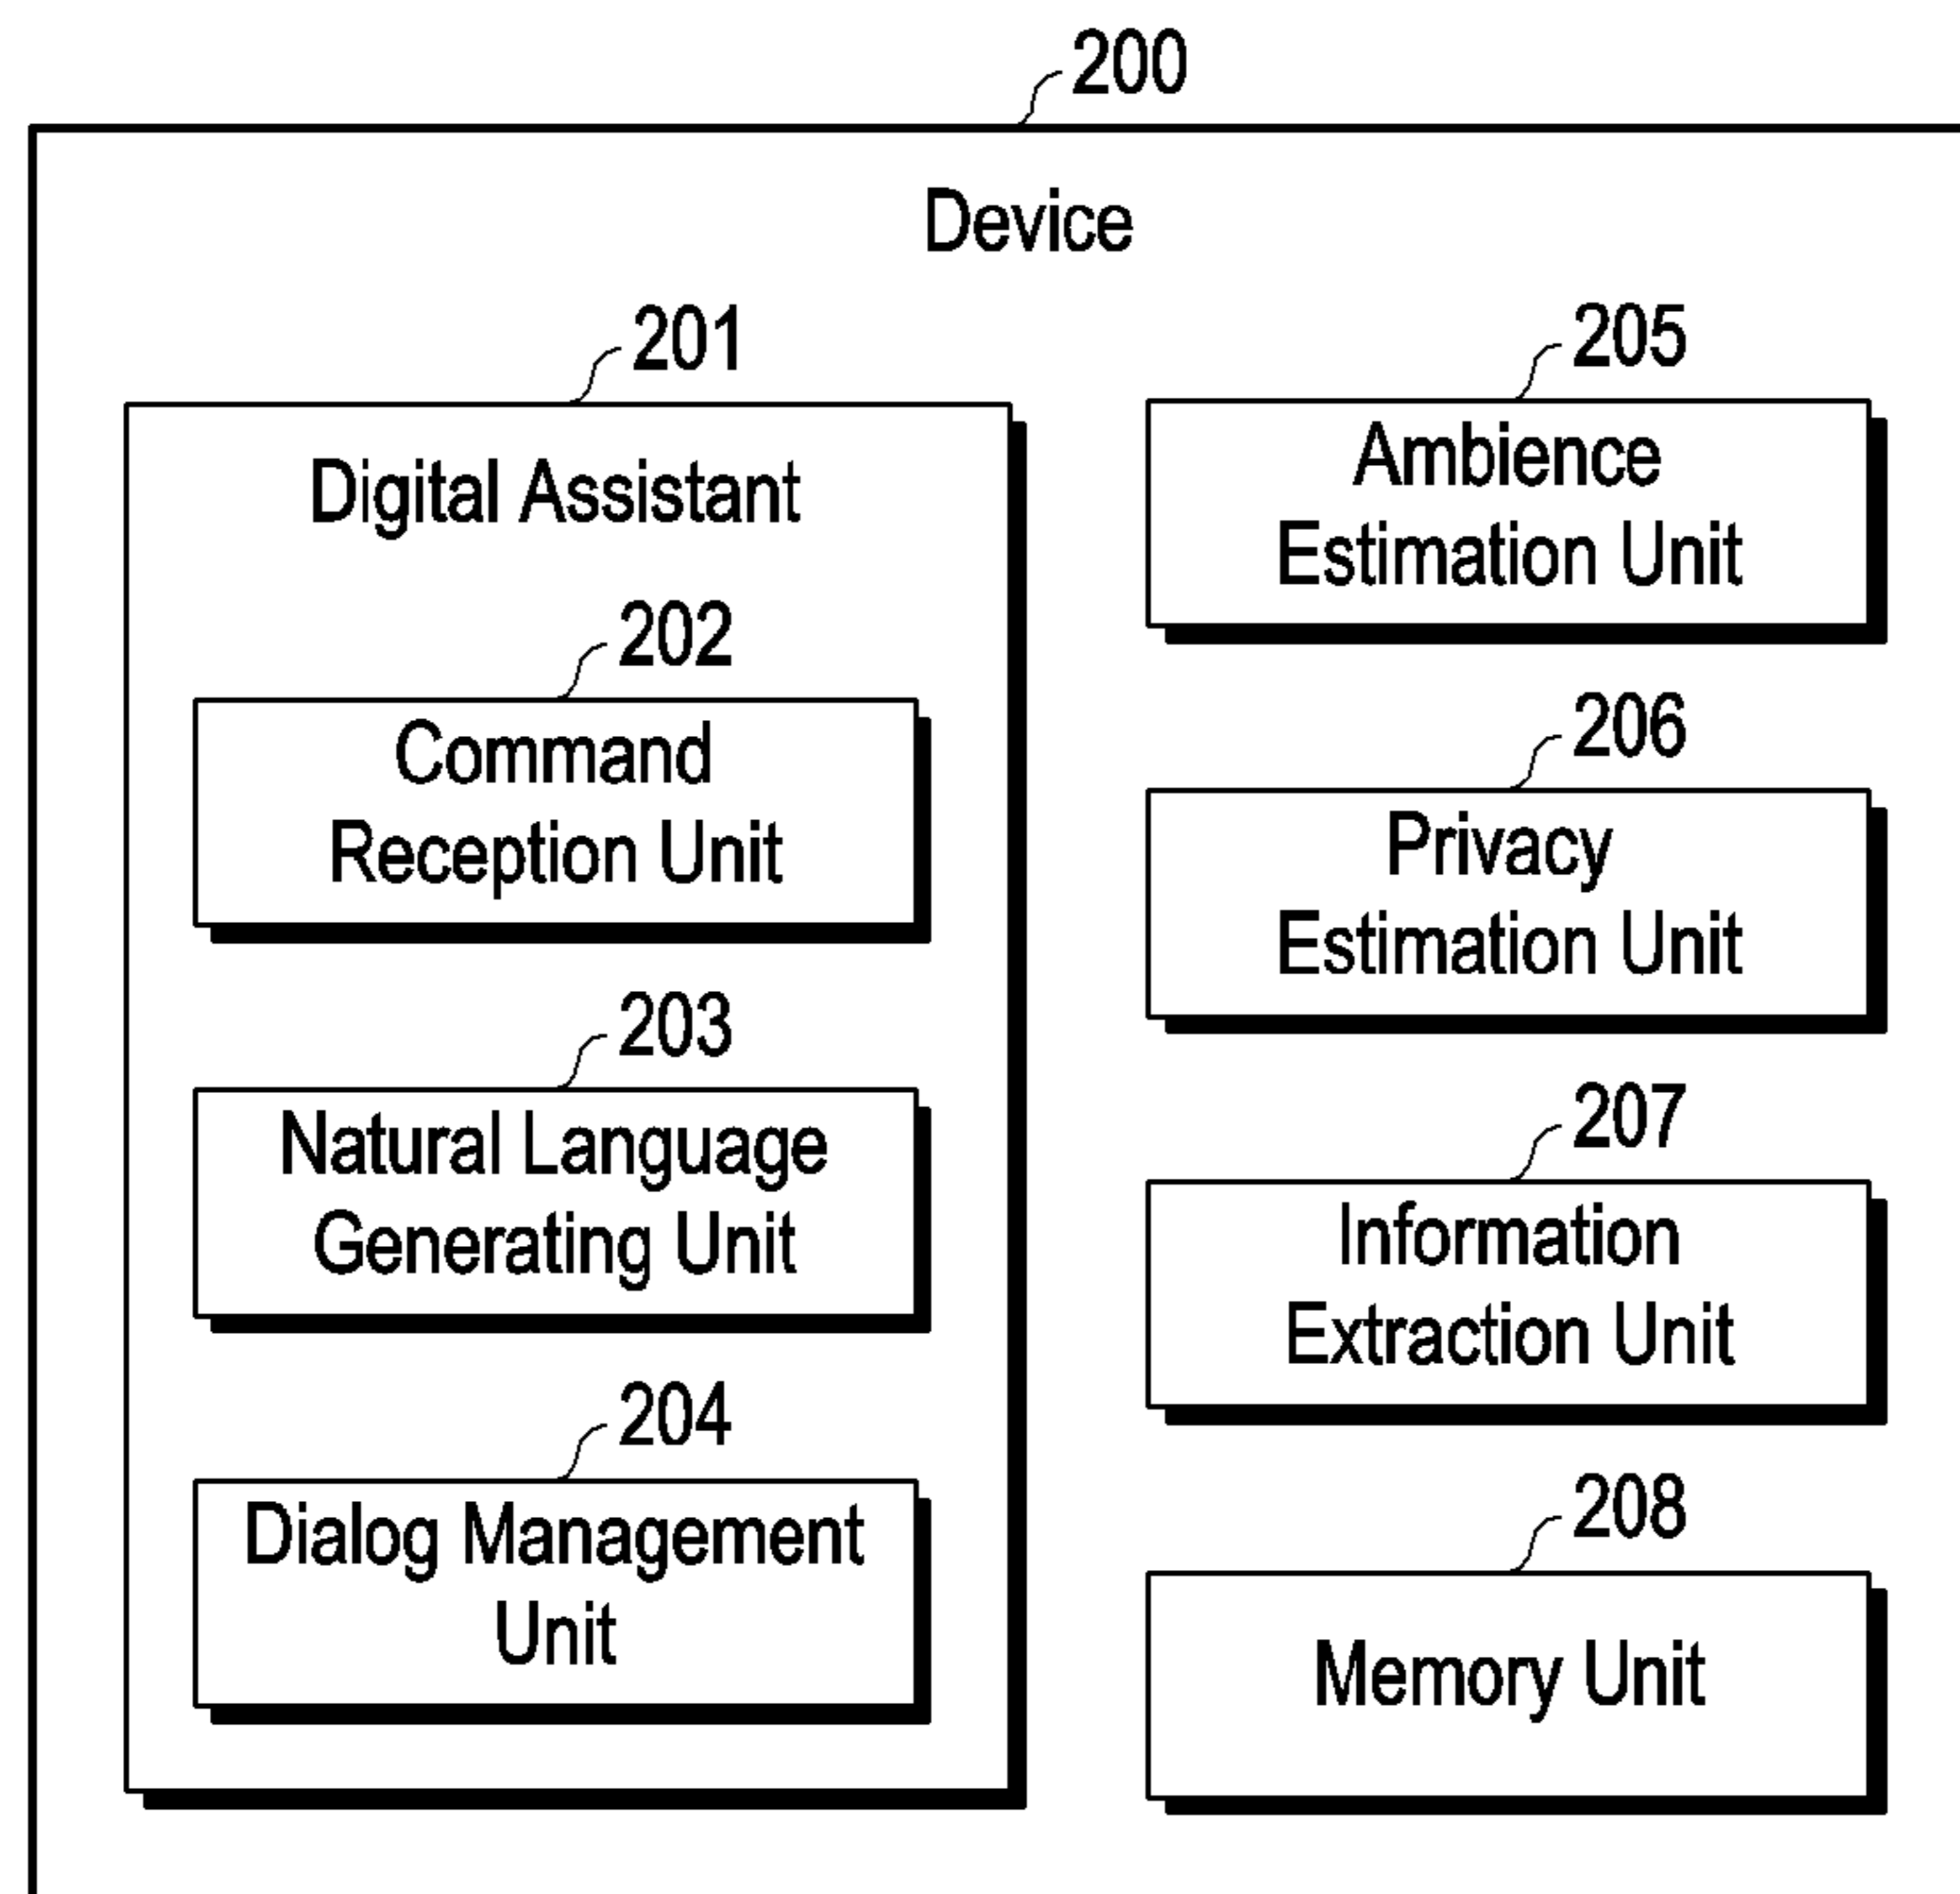 200
Device
201
Digital Assistant
202
Command
Reception Unit
203
Natural Language
Generating Unit
204
Dialog Management
Unit
205
Ambience
Estimation Unit
206
Privacy
Estimation Unit
207
Information
Extraction Unit
208
Memory Unit